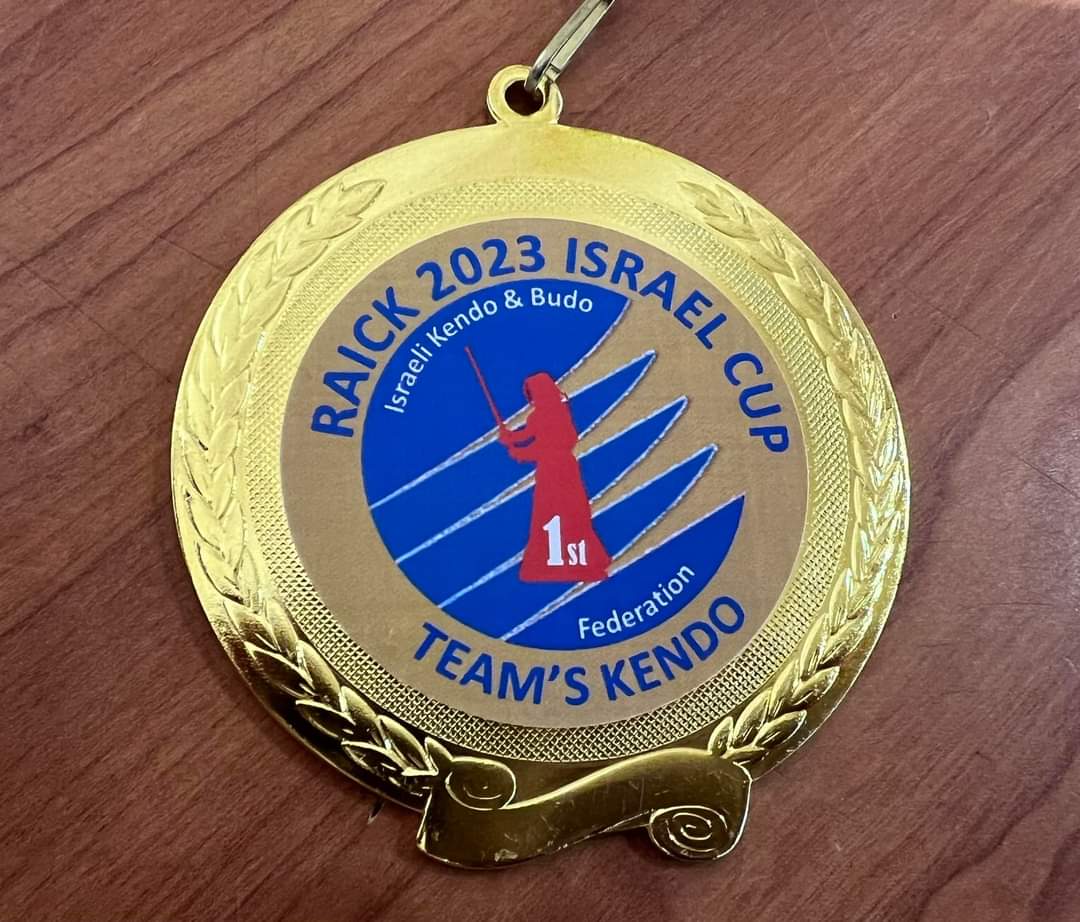 RAICK 2023 ISRAEL CUP
Israeli Kendo & Budo
1st
Federation
TEAM'S KENDO